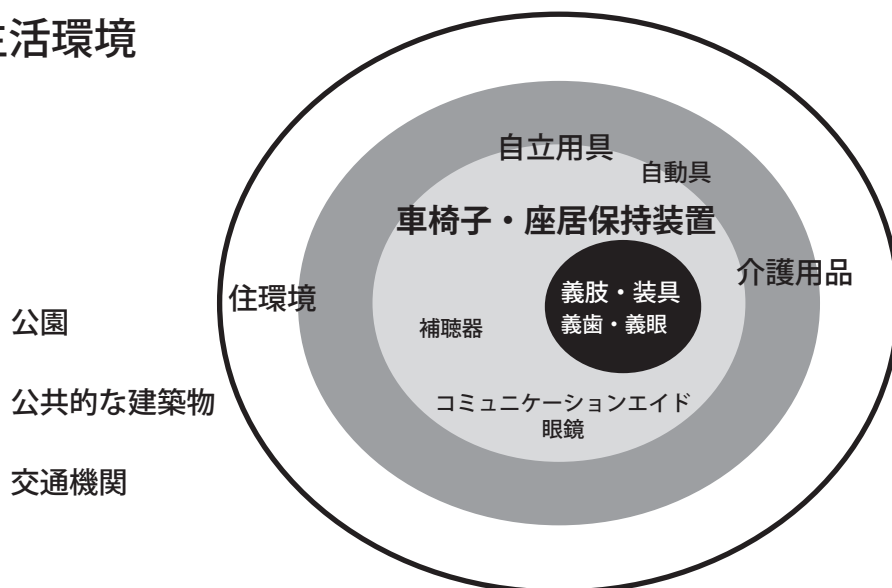 生活環境
自立用具
自動具
車椅子・座居保持装置
介護用品
住環境
義肢・装具
義歯・義眼
公園
補聴器
公共的な建築物
コミュニケーションエイド
眼鏡
交通機関